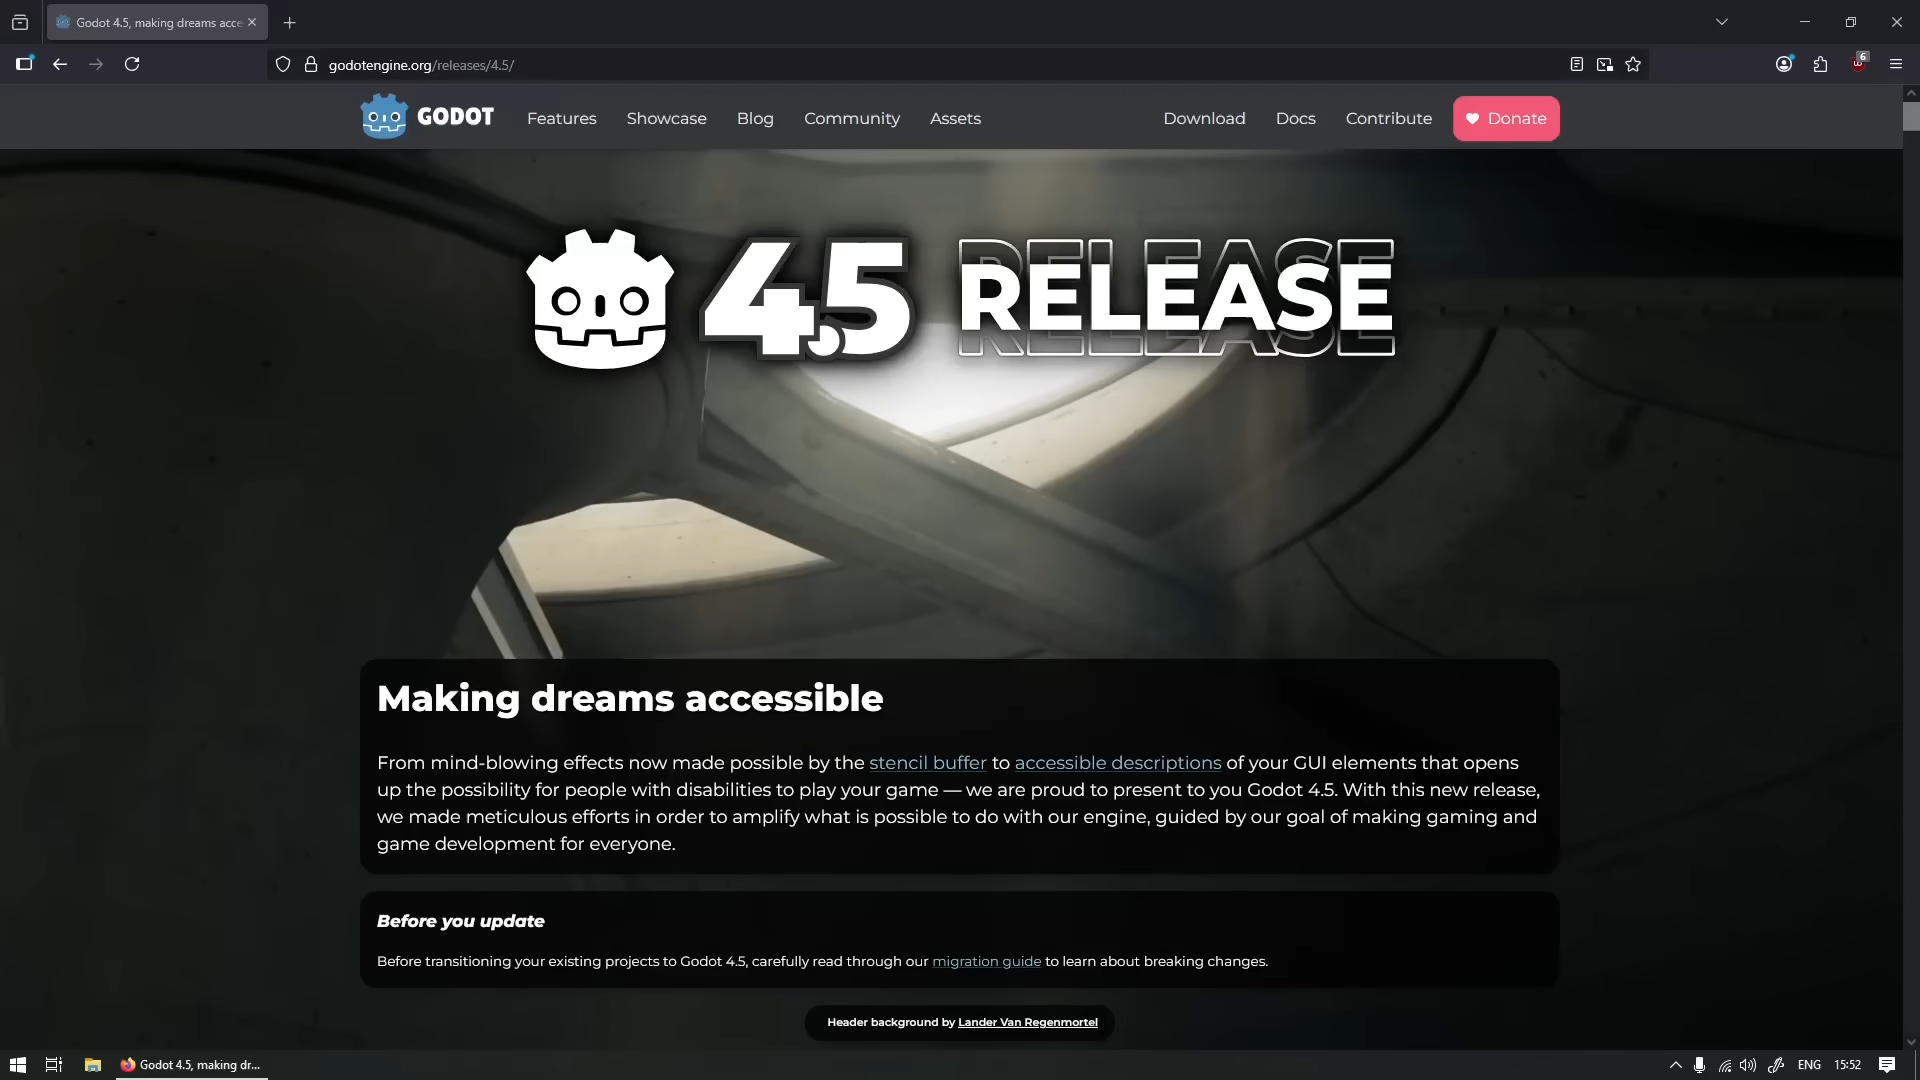 Godot 4.5, making dreams acce
godotengine.org/releases/4.5/
6
GODOT
Features
Showcase
Blog
Community
Assets
Download
Docs
Contribute
Donate
4.5 RELEASE
Making dreams accessible
From mind-blowing effects now made possible by the stencil buffer to accessible descriptions of your GUI elements that opens
up the possibility for people with disabilities to play your game — we are proud to present to you Godot 4.5. With this new release,
we made meticulous efforts in order to amplify what is possible to do with our engine, guided by our goal of making gaming and
game development for everyone.
Before you update
Before transitioning your existing projects to Godot 4.5, carefully read through our migration guide to learn about breaking changes.
Header background by Lander Van Regenmortel
Godot 4.5, making dr...
ENG
15:52